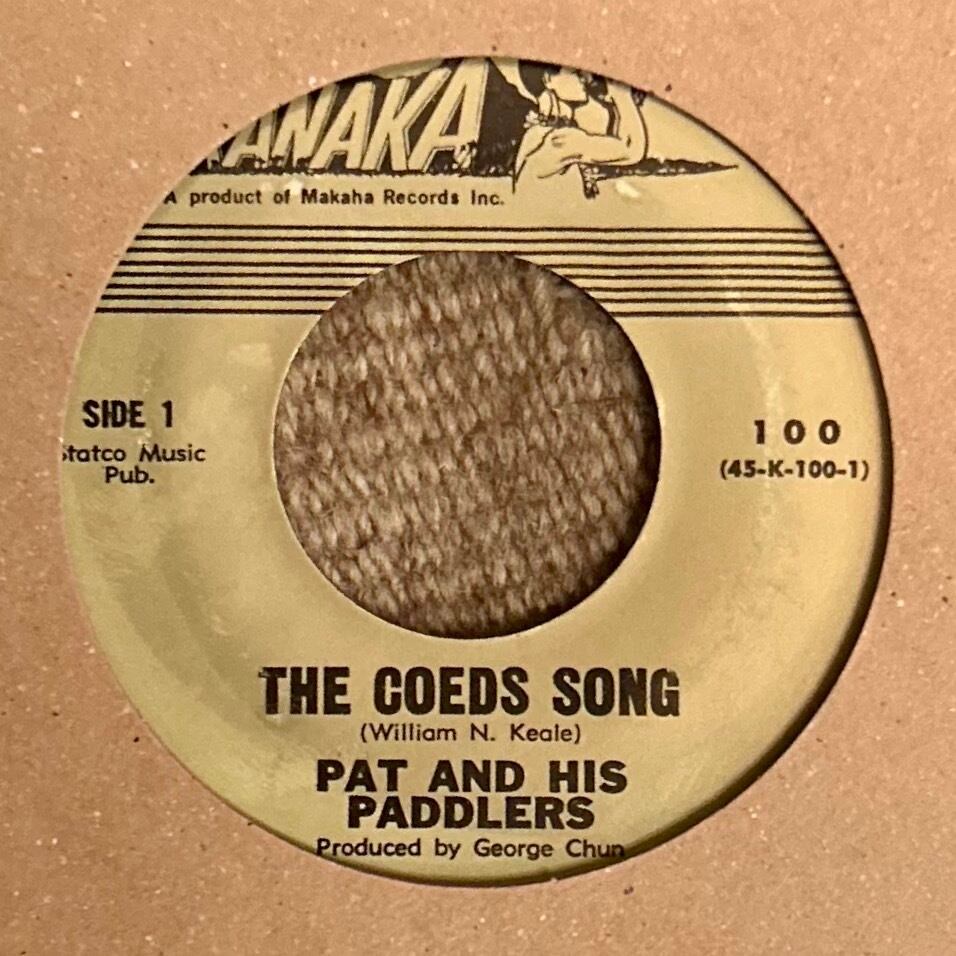 ANAKA
A product of Makaha Records Inc.
SIDE 1
tatco Music
Pub.
100
(45-K-100-1)
THE COEDS SONG
(William N. Keale)
PAT AND HIS
PADDLERS
Produced by George Chun